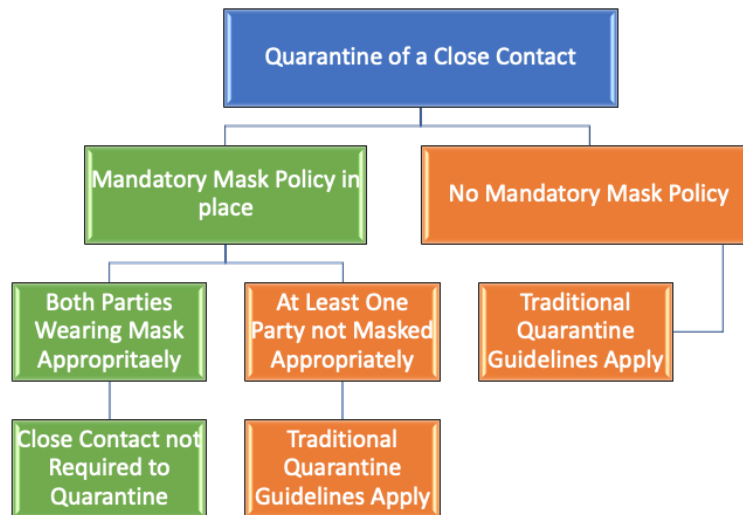 Quarantine of a Close Contact
Mandatory Mask Policy in
place
No Mandatory Mask Policy
Both Parties
Wearing Mask
Appropritaely
At Least One
Party not Masked
Appropriately
Traditional
Quarantine
Guidelines Apply
Close Contact not
Required to
Quarantine
Traditional
Quarantine
Guidelines Apply